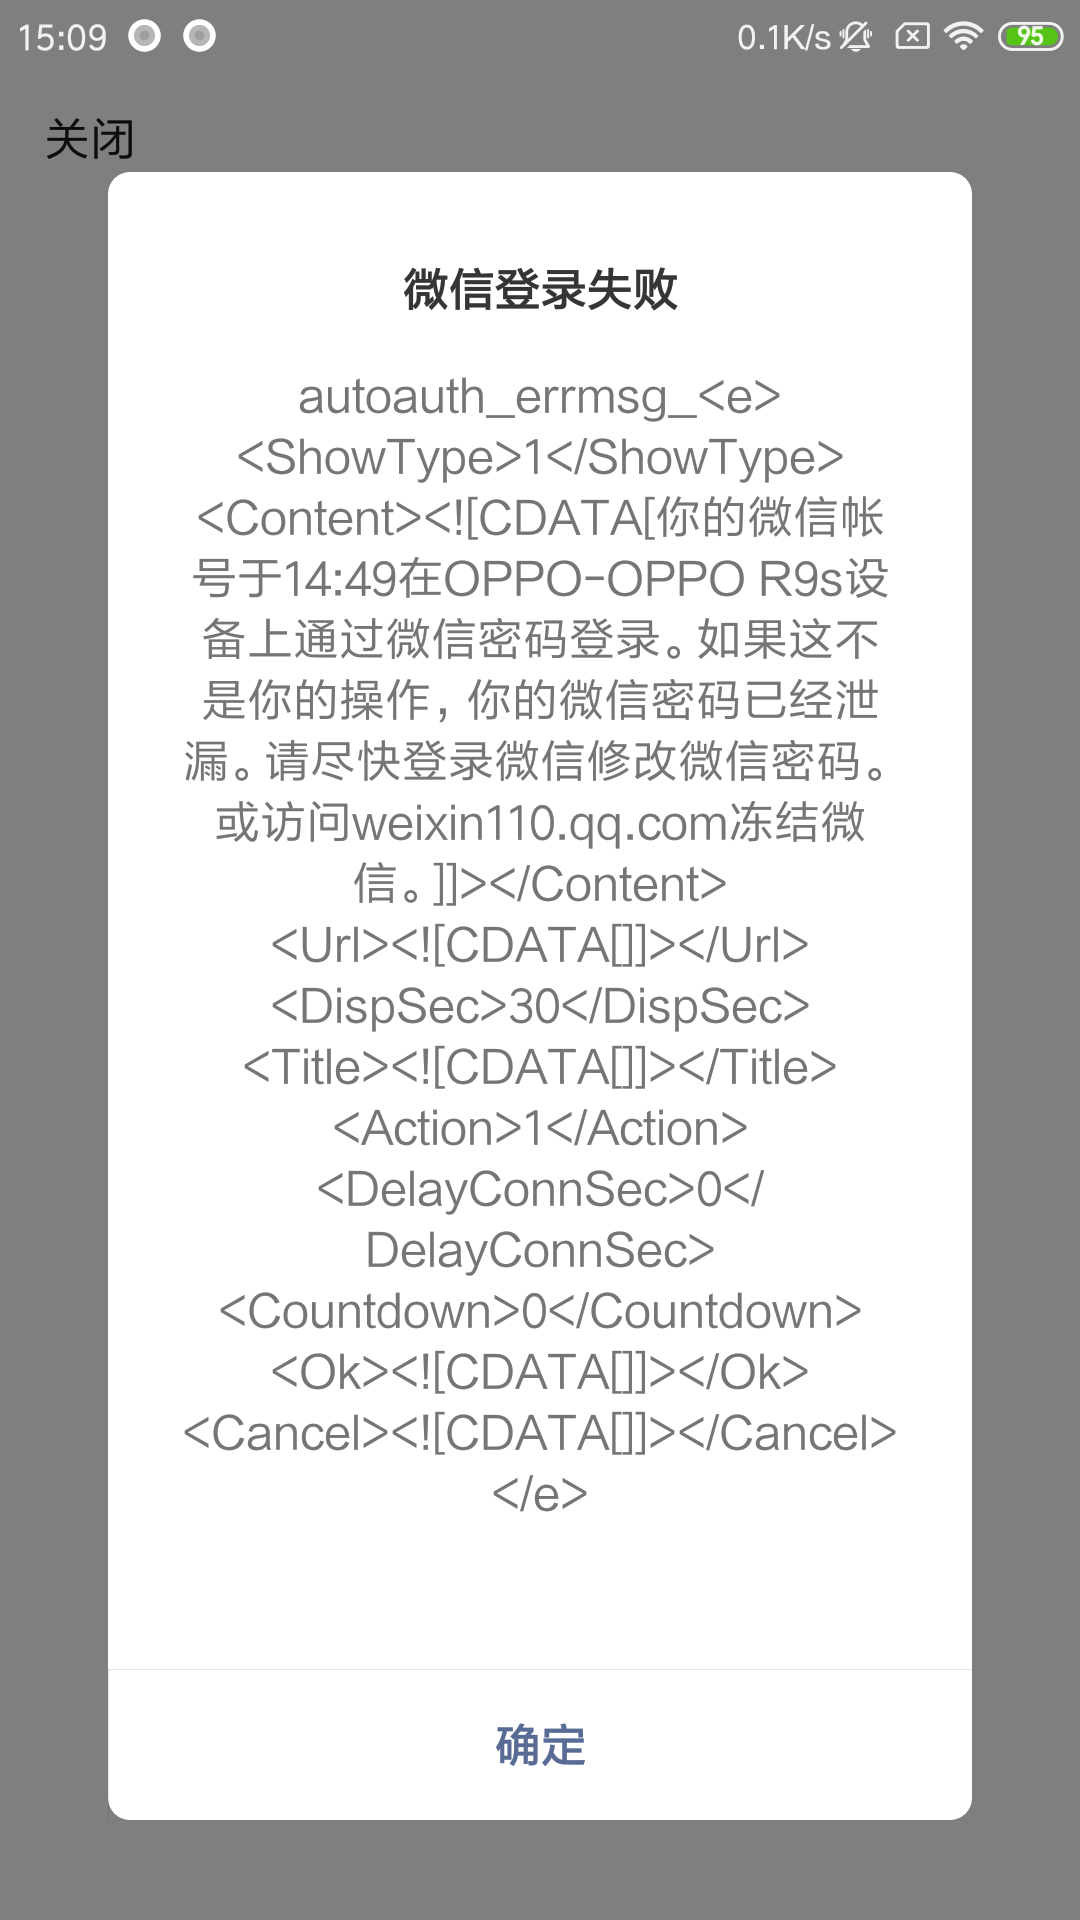 15:09 0.1K/s 95
关闭
微信登录失败
autoauth_errmsg_<e>
<ShowType>1</ShowType>
<Content><![CDATA[你的微信帐
号于14:49在OPPO-OPPO R9s设
备上通过微信密码登录。如果这不
是你的操作，你的微信密码已经泄
漏。请尽快登录微信修改微信密码。
或访问weixin110.qq.com冻结微
信。]]></Content>
<Url><![CDATA[]]></Url>
<DispSec>30</DispSec>
<Title><![CDATA[]]></Title>
<Action>1</Action>
<DelayConnSec>0</
DelayConnSec>
<Countdown>0</Countdown>
<Ok><![CDATA[]]></Ok>
<Cancel><![CDATA[]]></Cancel>
</e>
确定